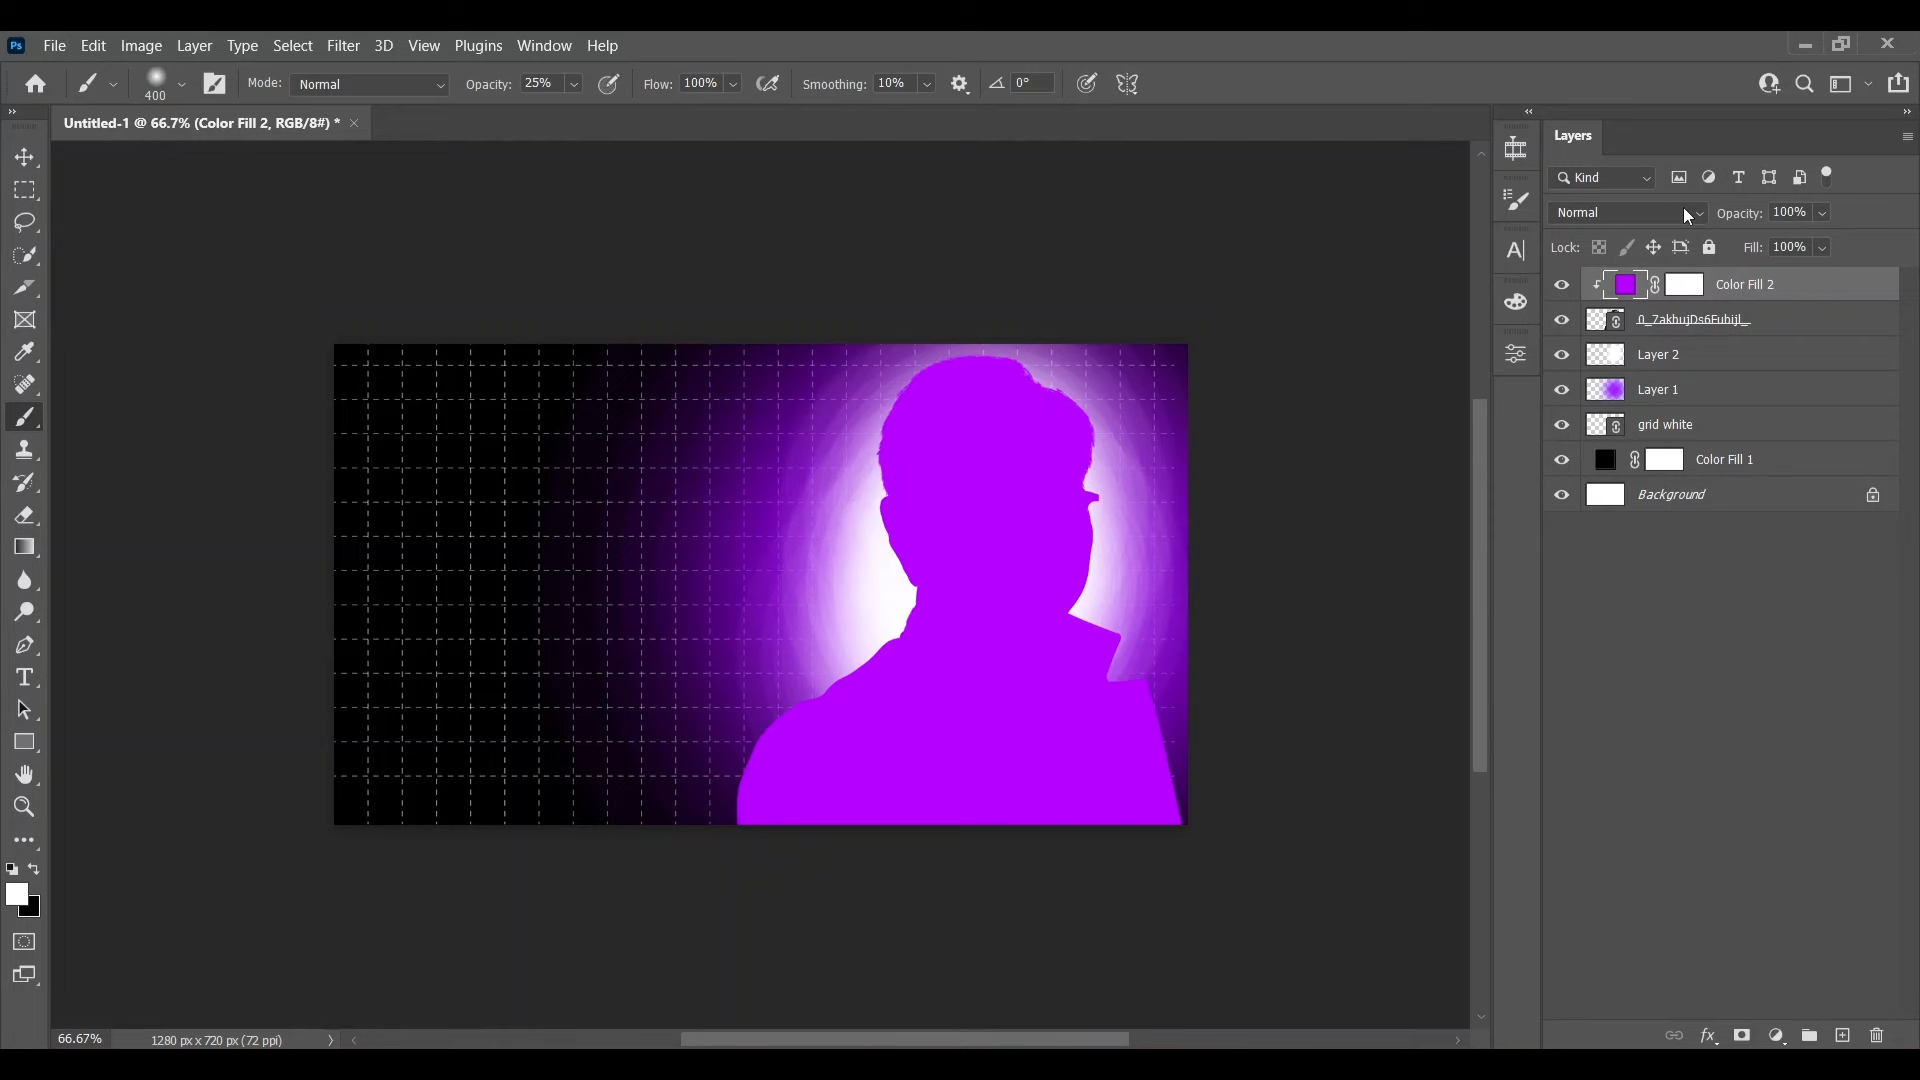 Ps File Edit Image Layer Type Select Filter 3D View Plugins Window Help
400 Mode: Normal Opacity: 25% Flow: 100% Smoothing: 10% 0°
Untitled-1 @ 66.7% (Color Fill 2, RGB/8#) *
Layers
Kind
Normal Opacity: 100%
Lock: Fill: 100%
Color Fill 2
Layer 2
Layer 1
grid white
Color Fill 1
Background
66.67% 1280 px x 720 px (72 ppi)
fx